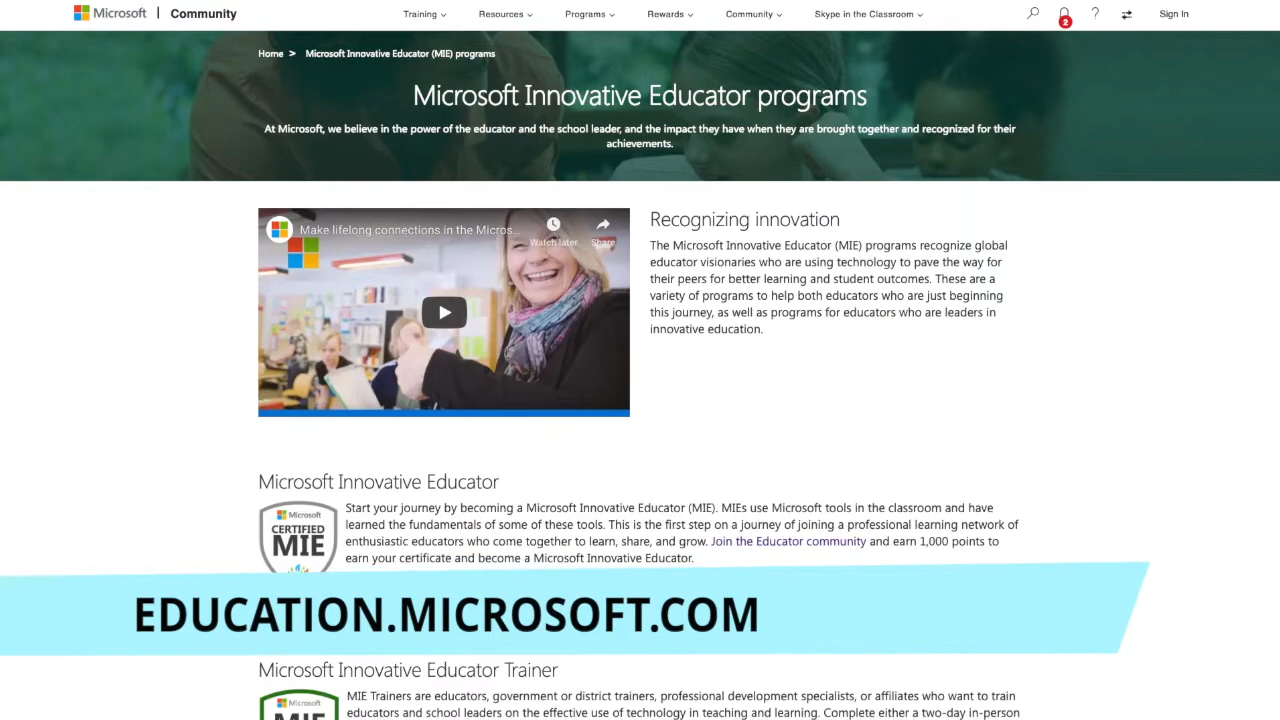 Microsoft | Community
Training
Resources
Programs
Rewards
Community
Skype in the Classroom
2
?
Sign In
Home > Microsoft Innovative Educator (MIE) programs
Microsoft Innovative Educator programs
At Microsoft, we believe in the power of the educator and the school leader, and the impact they have when they are brought together and recognized for their
achievements.
Make lifelong connections in the Micros...
Watch later
Share
Recognizing innovation
The Microsoft Innovative Educator (MIE) programs recognize global
educator visionaries who are using technology to pave the way for
their peers for better learning and student outcomes. These are a
variety of programs to help both educators who are just beginning
this journey, as well as programs for educators who are leaders in
innovative education.
Microsoft Innovative Educator
Microsoft
CERTIFIED
MIE
Start your journey by becoming a Microsoft Innovative Educator (MIE). MIEs use Microsoft tools in the classroom and have
learned the fundamentals of some of these tools. This is the first step on a journey of joining a professional learning network of
enthusiastic educators who come together to learn, share, and grow. Join the Educator community and earn 1,000 points to
earn your certificate and become a Microsoft Innovative Educator.
EDUCATION.MICROSOFT.COM
Microsoft Innovative Educator Trainer
Microsoft
MIE
MIE Trainers are educators, government or district trainers, professional development specialists, or affiliates who want to train
educators and school leaders on the effective use of technology in teaching and learning. Complete either a two-day in-person